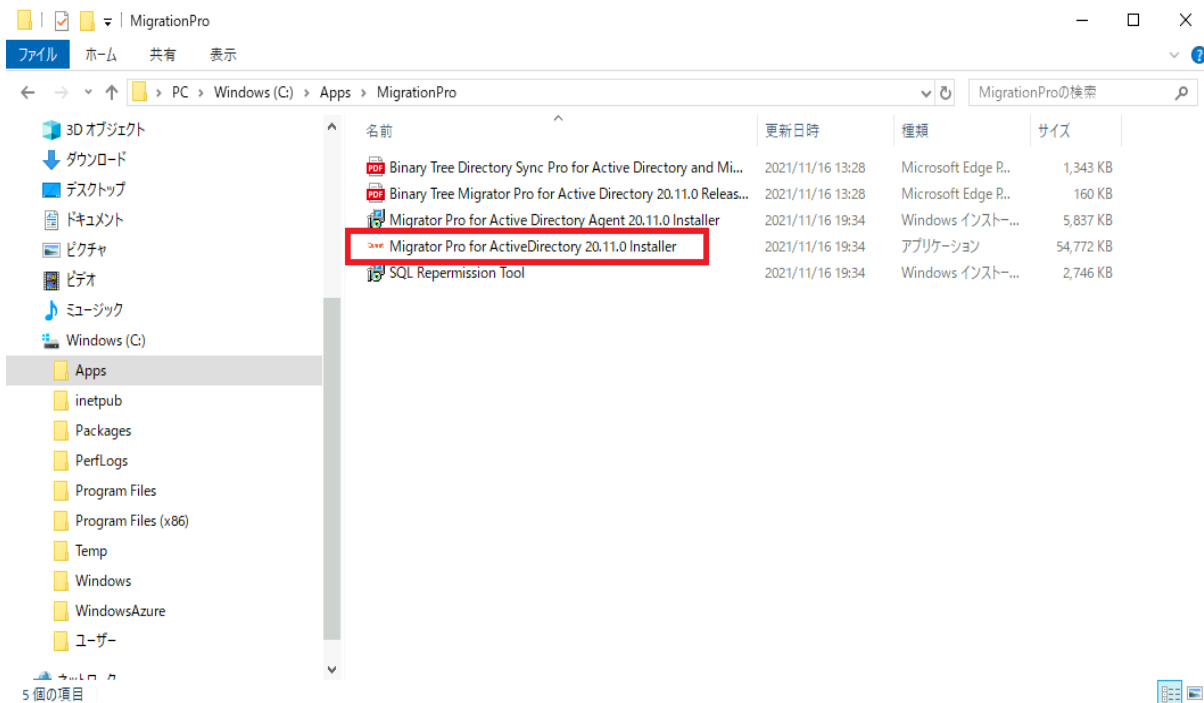 MigrationPro
ファイル ホーム 共有 表示
PC > Windows (C:) > Apps > MigrationPro
MigrationProの検索
3D オブジェクト
ダウンロード
デスクトップ
ドキュメント
ピクチャ
ビデオ
ミュージック
Windows (C:)
Apps
inetpub
Packages
PerfLogs
Program Files
Program Files (x86)
Temp
Windows
WindowsAzure
ユーザー
ネットワーク
名前 更新日時 種類 サイズ
Binary Tree Directory Sync Pro for Active Directory and Mi... 2021/11/16 13:28 Microsoft Edge P... 1,343 KB
Binary Tree Migrator Pro for Active Directory 20.11.0 Releas... 2021/11/16 13:28 Microsoft Edge P... 160 KB
Migrator Pro for Active Directory Agent 20.11.0 Installer 2021/11/16 19:34 Windows インストー... 5,837 KB
Quest Migrator Pro for ActiveDirectory 20.11.0 Installer 2021/11/16 19:34 アプリケーション 54,772 KB
SQL Repermission Tool 2021/11/16 19:34 Windows インストー... 2,746 KB
5 個の項目